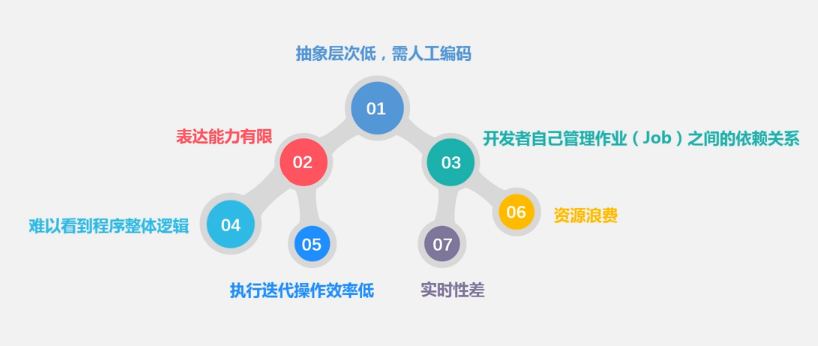 抽象层次低，需人工编码
01
表达能力有限
02
03
开发者自己管理作业（Job）之间的依赖关系
难以看到程序整体逻辑
04
05
执行迭代操作效率低
07
实时性差
06
资源浪费